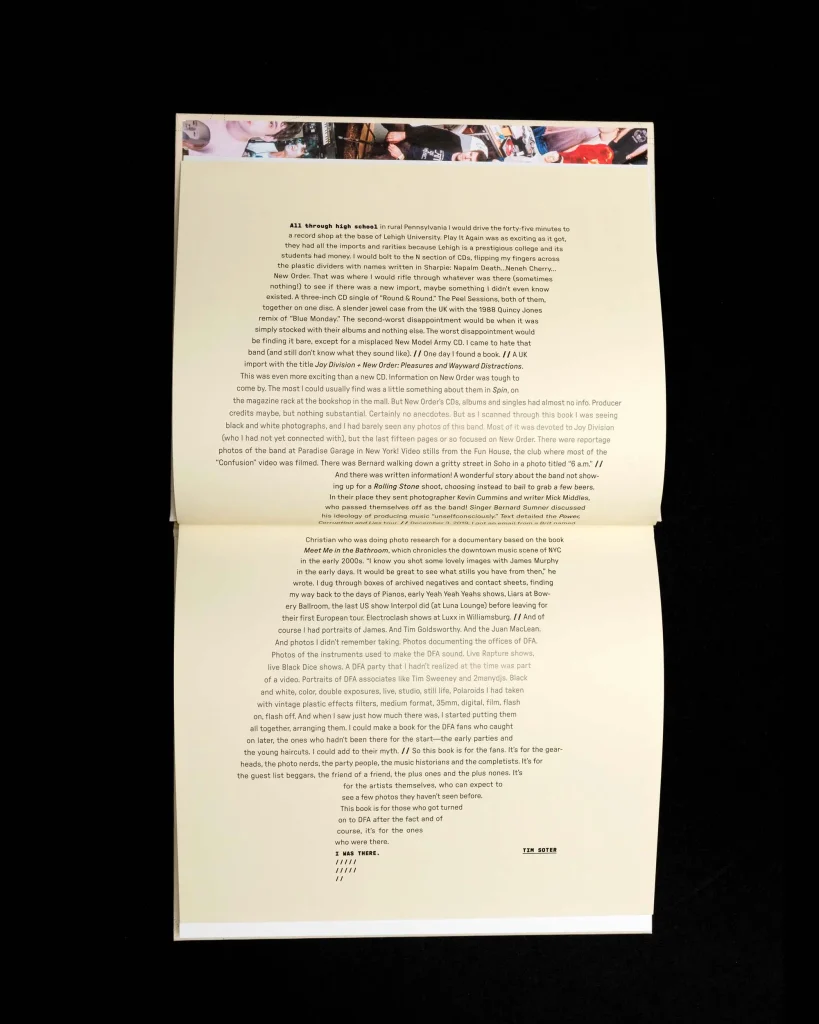 All through high school in rural Pennsylvania I would drive the forty-five minutes to
a record shop at the base of Lehigh University. Play It Again was as exciting as it got,
they had all the imports and rarities because Lehigh is a prestigious college and its
students had money. I would bolt to the N section of CDs, flipping my fingers across
the plastic dividers with names written in Sharpie: Napalm Death...Neneh Cherry...
New Order. That was where I would rifle through whatever was there (sometimes
nothing!) to see if there was a new import, maybe something I didn't even know
existed. A three-inch CD single of "Round & Round." The Peel Sessions, both of them,
together on one disc. A slender jewel case from the UK with the 1988 Quincy Jones
remix of "Blue Monday." The second-worst disappointment would be when it was
simply stocked with their albums and nothing else. The worst disappointment would
be finding it bare, except for a misplaced New Model Army CD. I came to hate that
band (and still don't know what they sound like). // One day I found a book. // A UK
import with the title Joy Division + New Order: Pleasures and Wayward Distractions.
This was even more exciting than a new CD. Information on New Order was tough to
come by. The most I could usually find was a little something about them in Spin, on
the magazine rack at the bookshop in the mall. But New Order's CDs, albums and singles had almost no info. Producer
credits maybe, but nothing substantial. Certainly no anecdotes. But as I scanned through this book I was seeing
black and white photographs, and I had barely seen any photos of this band. Most of it was devoted to Joy Division
(who I had not yet connected with), but the last fifteen pages or so focused on New Order. There were reportage
photos of the band at Paradise Garage in New York! Video stills from the Fun House, the club where most of the
"Confusion" video was filmed. There was Bernard walking down a gritty street in Soho in a photo titled "6 a.m." //
And there was written information! A wonderful story about the band not show-
ing up for a Rolling Stone shoot, choosing instead to bail to grab a few beers.
In their place they sent photographer Kevin Cummins and writer Mick Middles,
who passed themselves off as the band! Singer Bernard Sumner discussed
his ideology of producing music "unselfconsciously." Text detailed the Power,
Corruption and Lies tour. // December 3, 2019, I got an email from a Brit named
Christian who was doing photo research for a documentary based on the book
Meet Me in the Bathroom, which chronicles the downtown music scene of NYC
in the early 2000s. "I know you shot some lovely images with James Murphy
in the early days. It would be great to see what stills you have from then," he
wrote. I dug through boxes of archived negatives and contact sheets, finding
my way back to the days of Pianos, early Yeah Yeah Yeahs shows, Liars at Bow-
ery Ballroom, the last US show Interpol did (at Luna Lounge) before leaving for
their first European tour, Electroclash shows at Luxx in Williamsburg. // And of
course I had portraits of James. And Tim Goldsworthy. And the Juan MacLean.
And photos I didn't remember taking. Photos documenting the offices of DFA.
Photos of the instruments used to make the DFA sound. Live Rapture shows,
live Black Dice shows. A DFA party that I hadn't realized at the time was part
of a video. Portraits of DFA associates like Tim Sweeney and 2manydjs. Black
and white, color, double exposures, live, studio, still life, Polaroids I had taken
with vintage plastic effects filters, medium format, 35mm, digital, film, flash
on, flash off. And when I saw just how much there was, I started putting them
all together, arranging them. I could make a book for the DFA fans who caught
on later, the ones who hadn't been there for the start—the early parties and
the young haircuts. I could add to their myth. // So this book is for the fans. It's for the gear-
heads, the photo nerds, the party people, the music historians and the completists. It's for
the guest list beggars, the friend of a friend, the plus ones and the plus nones. It's
for the artists themselves, who can expect to
see a few photos they haven't seen before.
This book is for those who got turned
on to DFA after the fact and of
course, it's for the ones
who were there.
I WAS THERE.
TIM SOTER
/////
/////
//